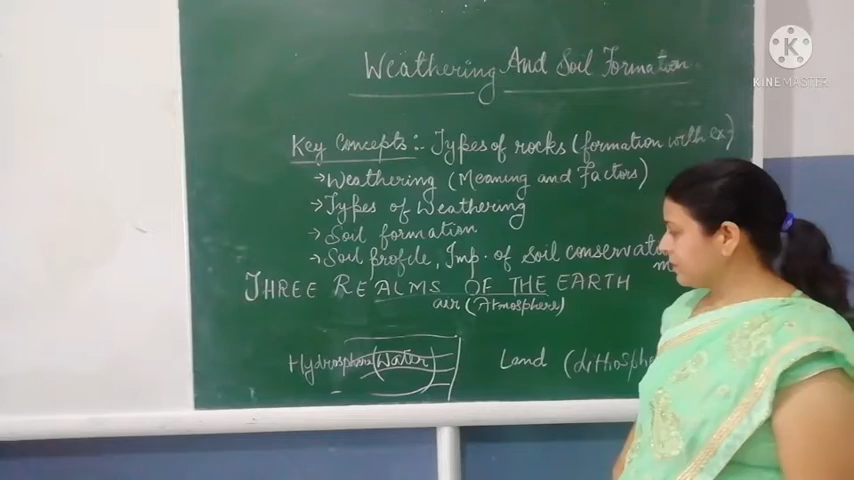 Weathering And Soil Formation
Key Concepts:- Types of rocks (formation with ex)
→Weathering (Meaning and Factors)
→Types of Weathering
→Soil formation
→Soil profile, Imp. of Soil conservat
THREE REALMS OF THE EARTH
air (Atmosphere)
Hydrosphere (Water) Land (Lithosph
K
KINEMASTER